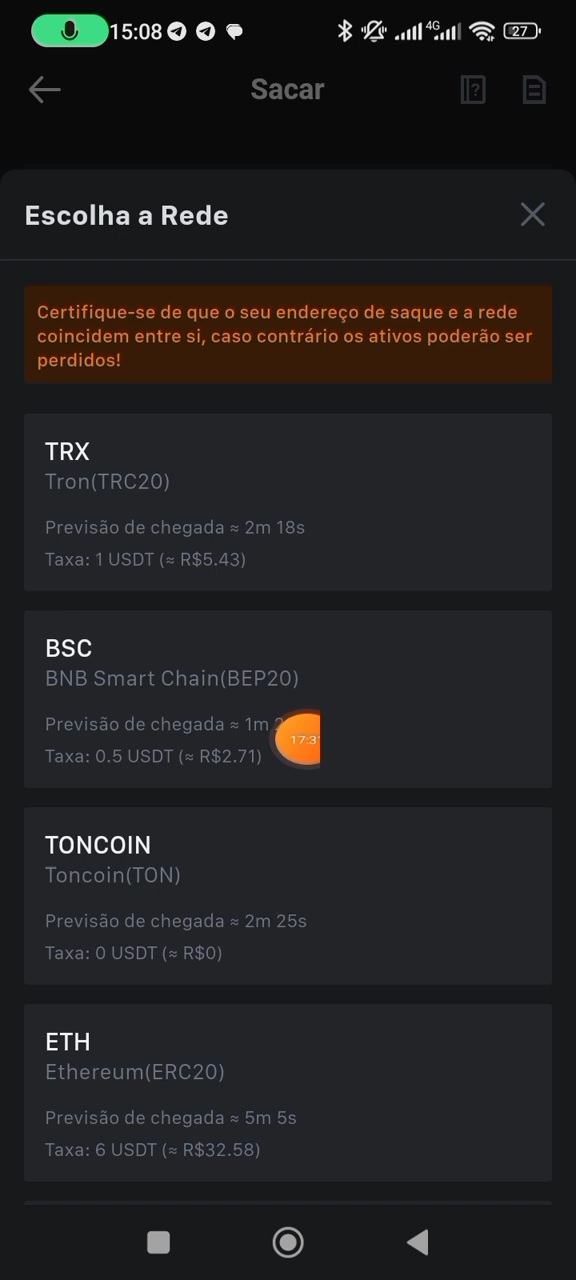 15:08
4G
27
Sacar
Escolha a Rede
Certifique-se de que o seu endereço de saque e a rede
coincidem entre si, caso contrário os ativos poderão ser
perdidos!
TRX
Tron(TRC20)
Previsão de chegada ≈ 2m 18s
Taxa: 1 USDT (≈ R$5.43)
BSC
BNB Smart Chain(BEP20)
Previsão de chegada ≈ 1m
Taxa: 0.5 USDT (≈ R$2.71)
TONCOIN
Toncoin(TON)
Previsão de chegada ≈ 2m 25s
Taxa: 0 USDT (≈ R$0)
ETH
Ethereum(ERC20)
Previsão de chegada ≈ 5m 5s
Taxa: 6 USDT (≈ R$32.58)